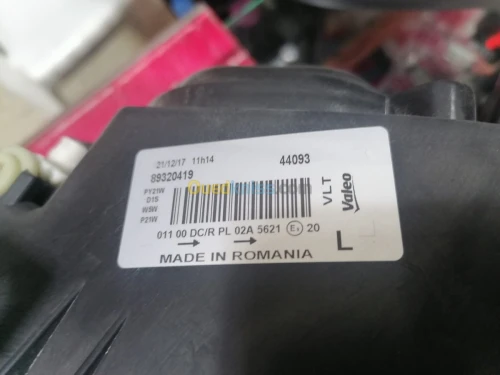 21/12/17 11h14 44093
89320419
PY21W
D1S
W5W
P21W
VLT
Valeo
011 00 DC/R PL 02A 5621 20
L
MADE IN ROMANIA